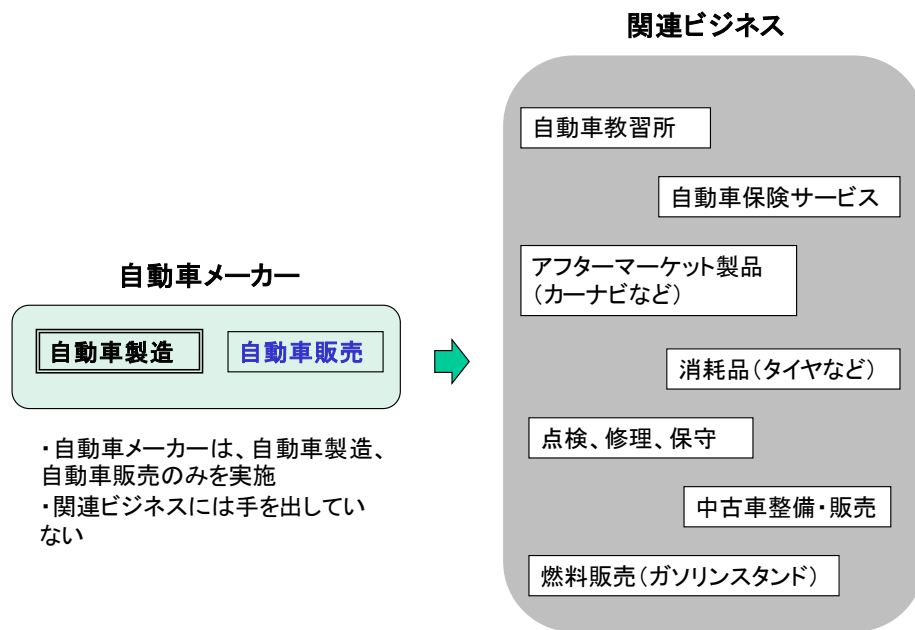 関連ビジネス
自動車教習所
自動車保険サービス
アフターマーケット製品
（カーナビなど）
消耗品（タイヤなど）
点検、修理、保守
中古車整備・販売
燃料販売（ガソリンスタンド）
自動車メーカー
自動車製造
自動車販売
・自動車メーカーは、自動車製造、
自動車販売のみを実施
・関連ビジネスには手を出してい
ない